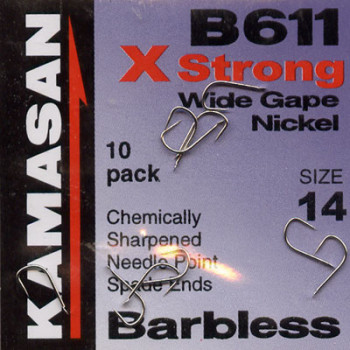 KAMASAN
B611
X Strong
Wide Gape
Nickel
10
pack
SIZE
14
Chemically
Sharpened
Needle Point
Spade Ends
Barbless